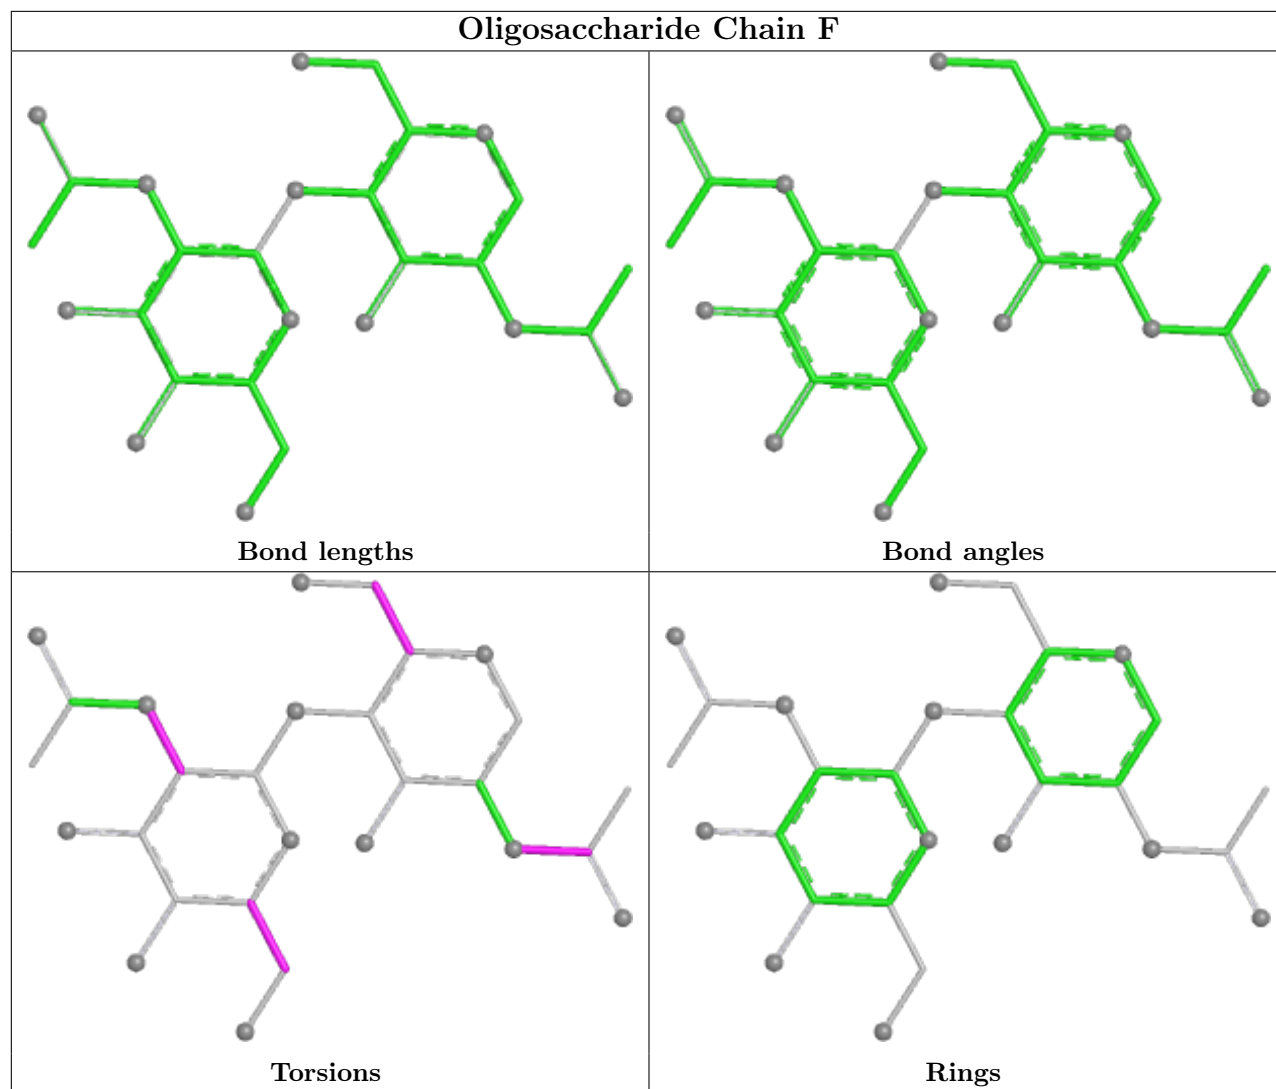 Oligosaccharide Chain F
Bond lengths
Bond angles
Torsions
Rings